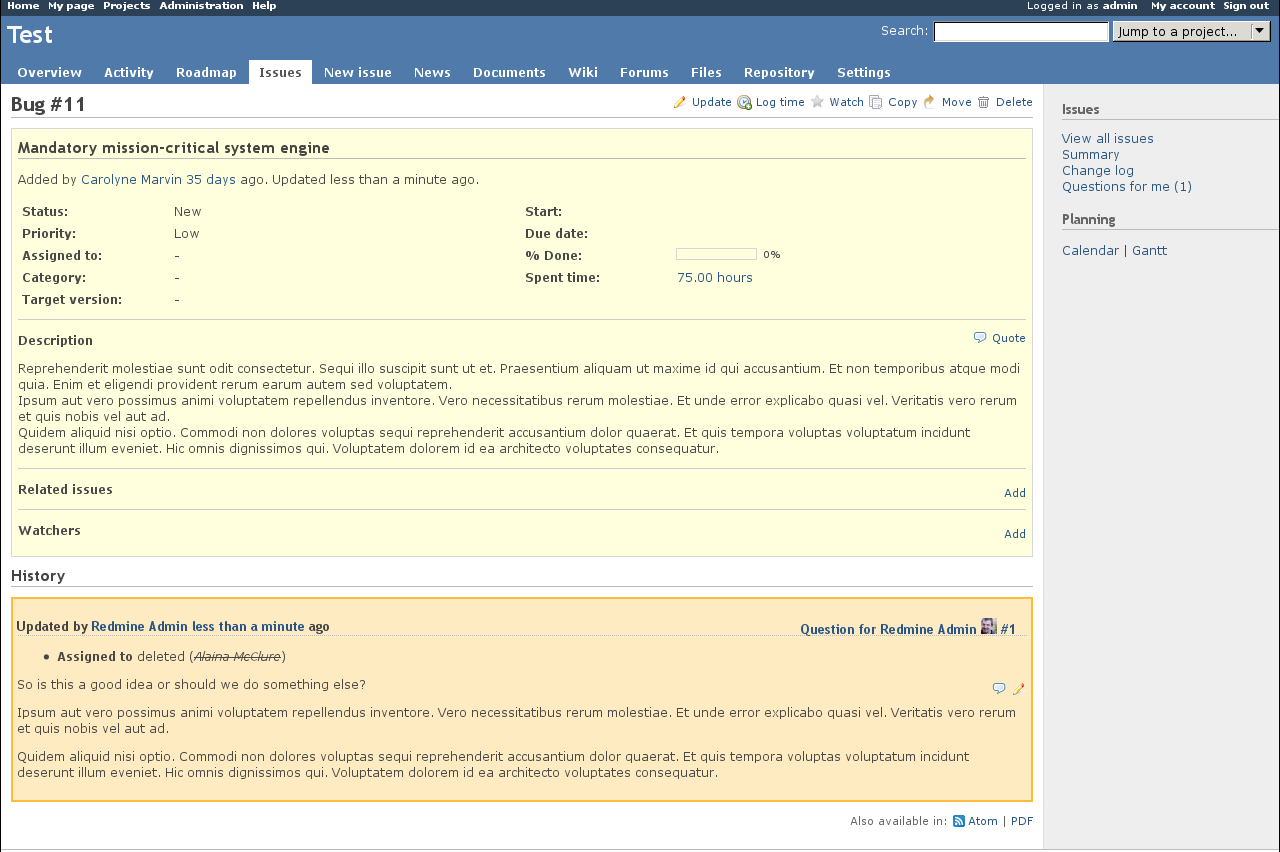 Home My page Projects Administration Help Logged in as admin My account Sign out
Test Search: Jump to a project...
Overview Activity Roadmap Issues New issue News Documents Wiki Forums Files Repository Settings
Bug #11 Update Log time Watch Copy Move Delete
Mandatory mission-critical system engine
Added by Carolyne Marvin 35 days ago. Updated less than a minute ago.
Status: New Start:
Priority: Low Due date:
Assigned to: - % Done: 0%
Category: - Spent time: 75.00 hours
Target version: -
Description Quote
Reprehenderit molestiae sunt odit consectetur. Sequi illo suscipit sunt ut et. Praesentium aliquam ut maxime id qui accusantium. Et non temporibus atque modi
quia. Enim et eligendi provident rerum earum autem sed voluptatem.
Ipsum aut vero possimus animi voluptatem repellendus inventore. Vero necessitatibus rerum molestiae. Et unde error explicabo quasi vel. Veritatis vero rerum
et quis nobis vel aut ad.
Quidem aliquid nisi optio. Commodi non dolores voluptas sequi reprehenderit accusantium dolor quaerat. Et quis tempora voluptas voluptatum incidunt
deserunt illum eveniet. Hic omnis dignissimos qui. Voluptatem dolorem id ea architecto voluptates consequatur.
Related issues Add
Watchers Add
History
Updated by Redmine Admin less than a minute ago Question for Redmine Admin #1
• Assigned to deleted (Alaina McClure)
So is this a good idea or should we do something else?
Ipsum aut vero possimus animi voluptatem repellendus inventore. Vero necessitatibus rerum molestiae. Et unde error explicabo quasi vel. Veritatis vero rerum
et quis nobis vel aut ad.
Quidem aliquid nisi optio. Commodi non dolores voluptas sequi reprehenderit accusantium dolor quaerat. Et quis tempora voluptas voluptatum incidunt
deserunt illum eveniet. Hic omnis dignissimos qui. Voluptatem dolorem id ea architecto voluptates consequatur.
Also available in: Atom | PDF
Issues
View all issues
Summary
Change log
Questions for me (1)
Planning
Calendar | Gantt